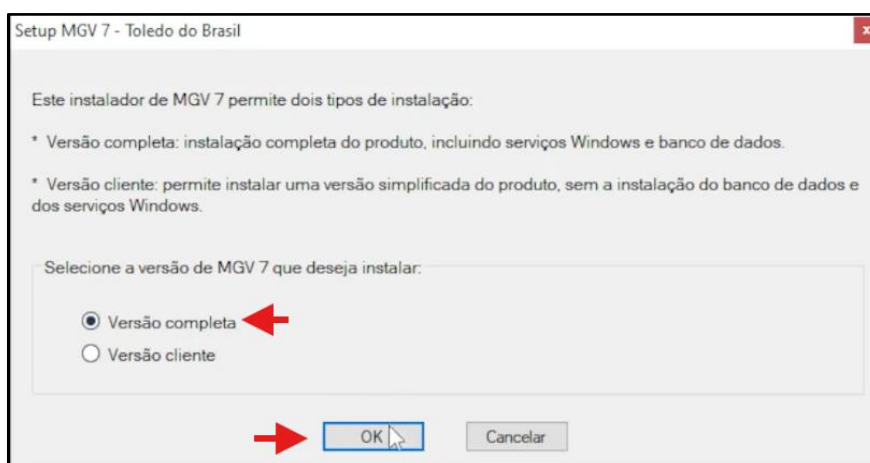 Setup MGV 7 - Toledo do Brasil
x
Este instalador de MGV 7 permite dois tipos de instalação:
* Versão completa: instalação completa do produto, incluindo serviços Windows e banco de dados.
* Versão cliente: permite instalar uma versão simplificada do produto, sem a instalação do banco de dados e
dos serviços Windows.
Selecione a versão de MGV 7 que deseja instalar:
Versão completa
Versão cliente
OK
Cancelar